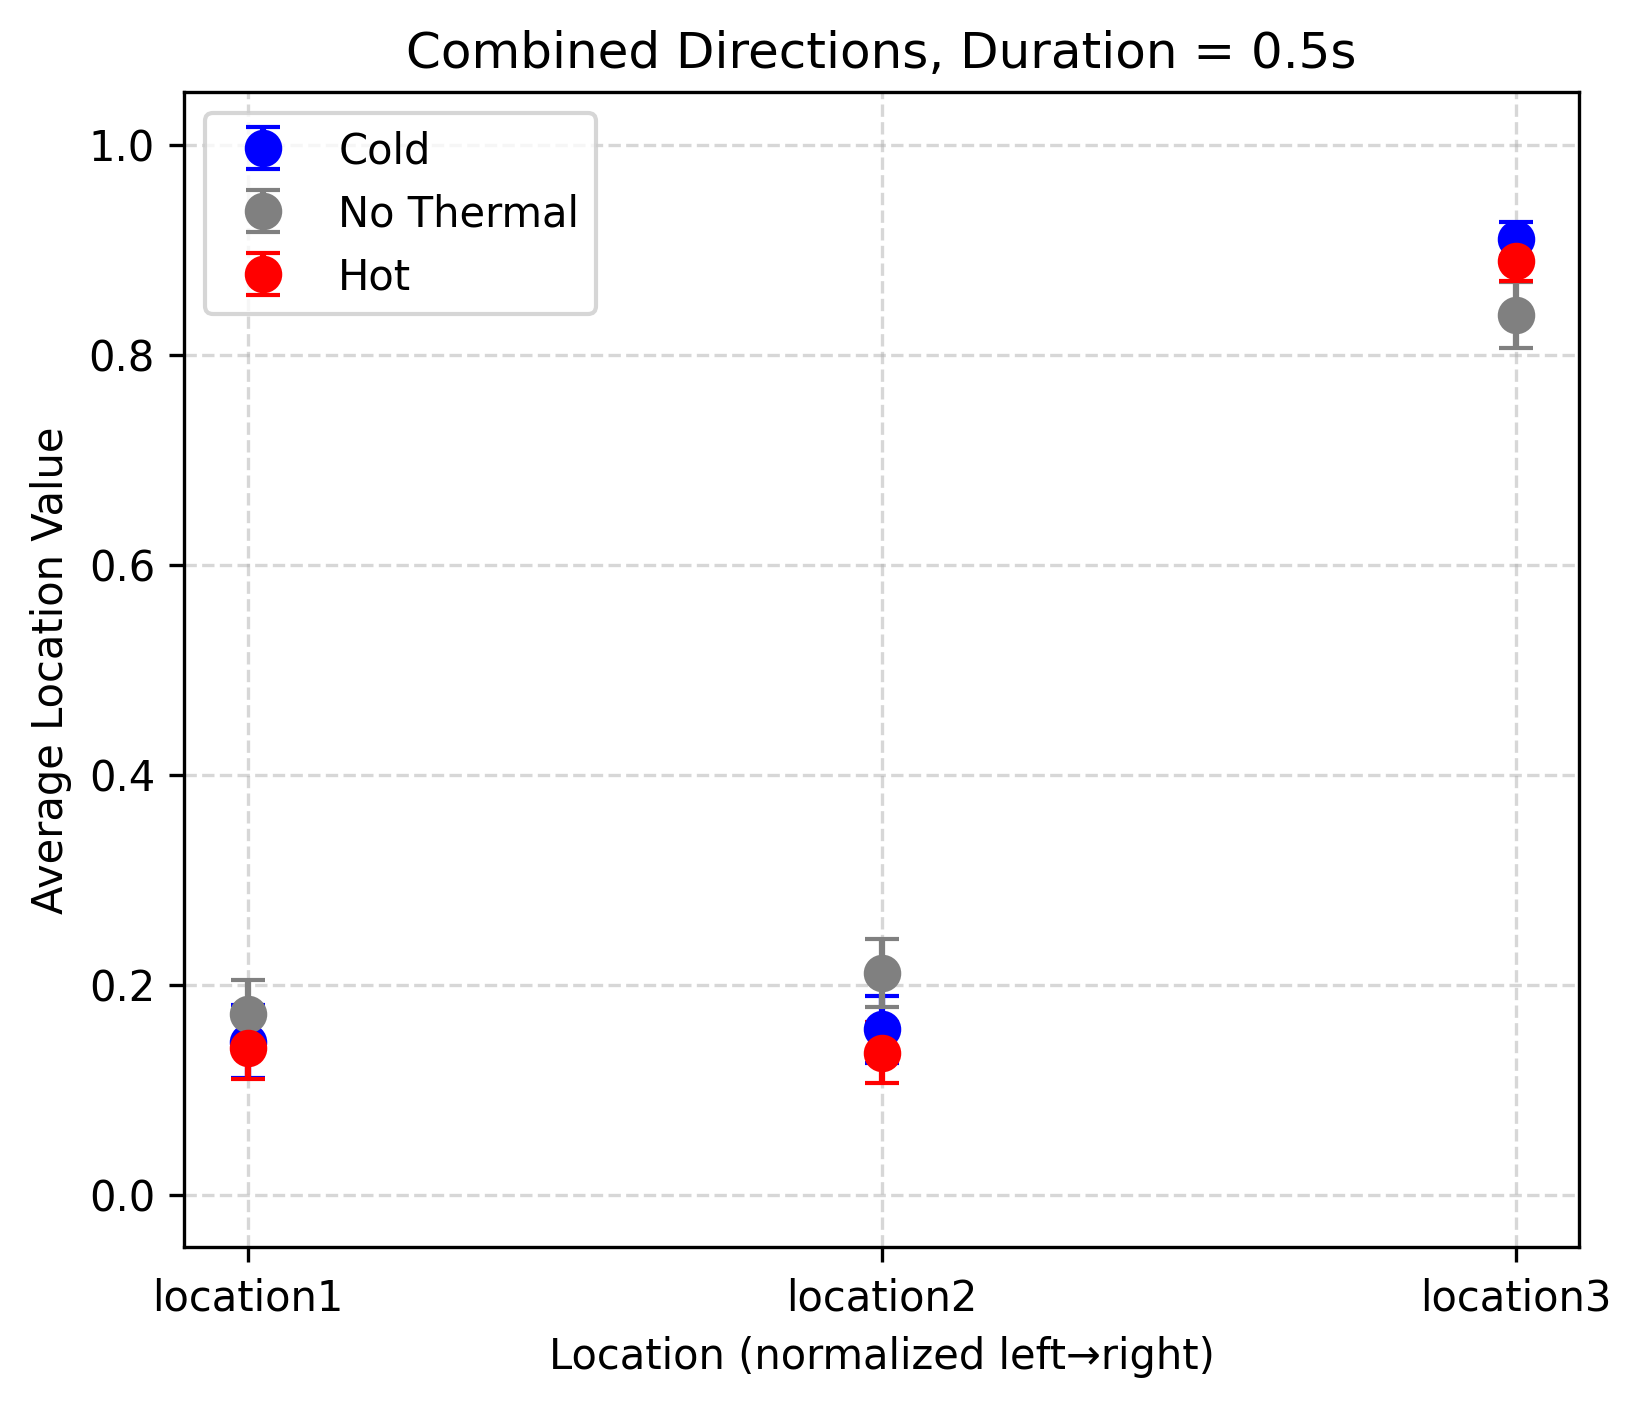 Combined Directions, Duration = 0.5s
Cold
No Thermal
Hot
Average Location Value
1.0
0.8
0.6
0.4
0.2
0.0
location1
location2
location3
Location (normalized left→right)